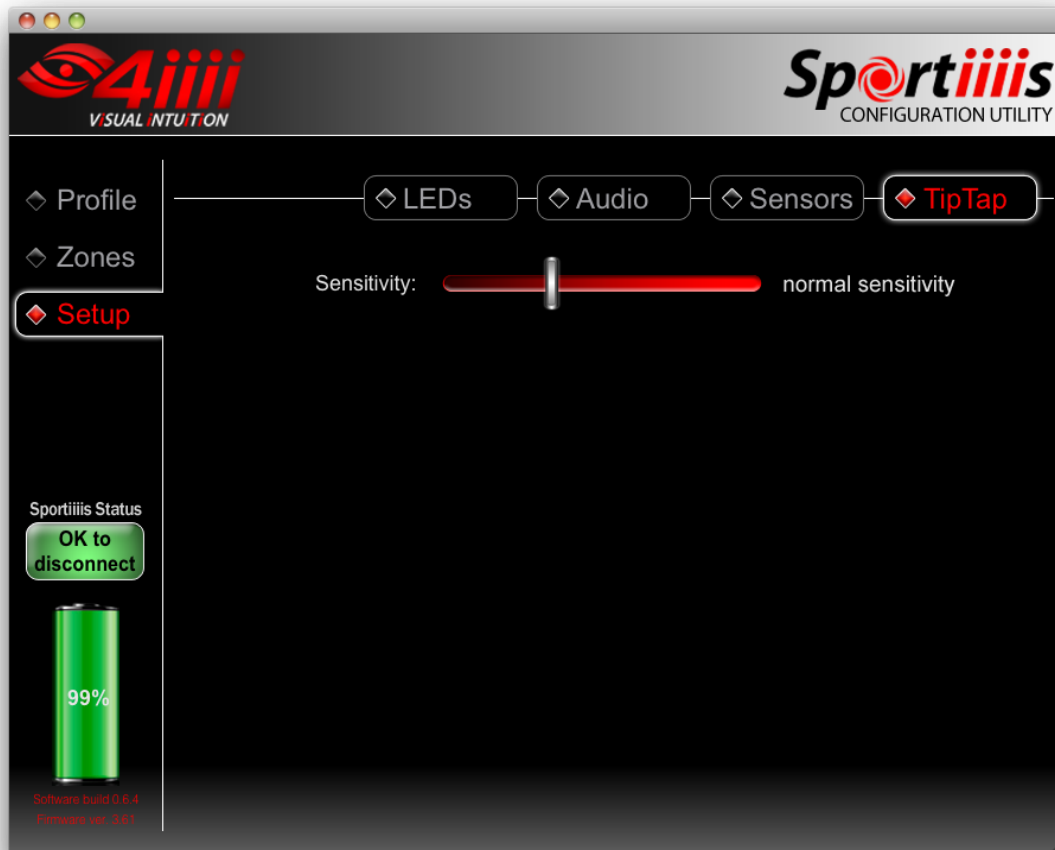 4iiii
VISUAL INTUITION
Sportiiiis
CONFIGURATION UTILITY
Profile
Zones
Setup
LEDs
Audio
Sensors
TipTap
Sensitivity:
normal sensitivity
Sportiiiis Status
OK to
disconnect
99%
Software build 0.6.4
Firmware ver. 3.61